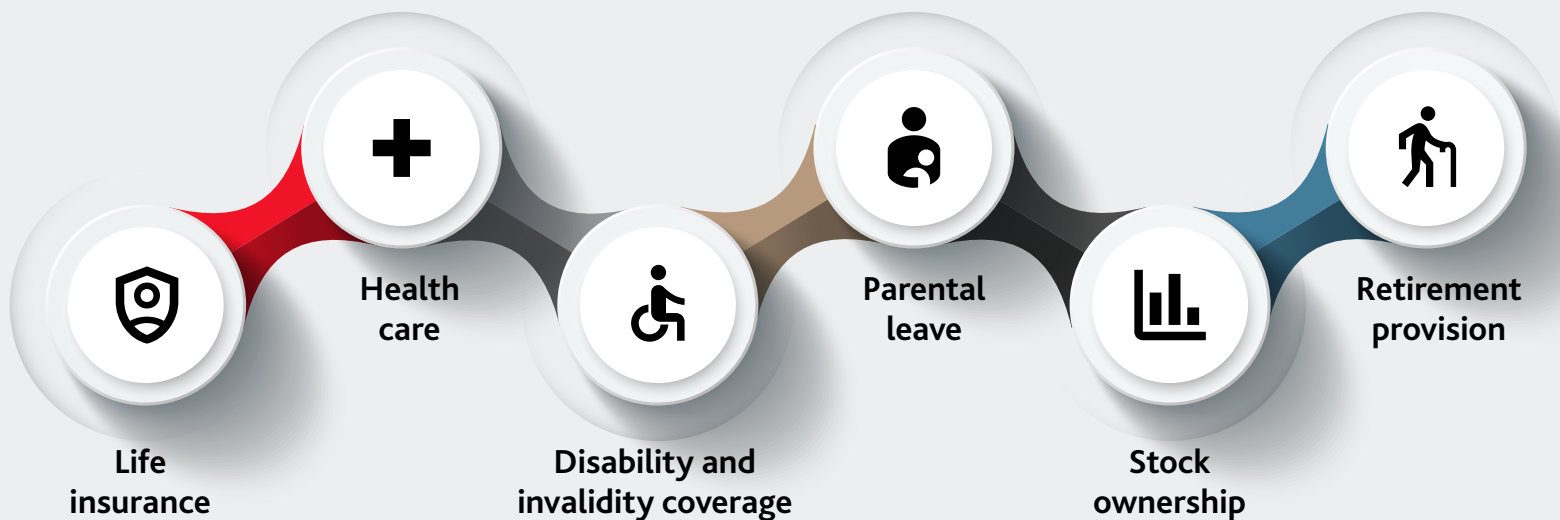 Life
insurance
Health
care
Disability and
invalidity coverage
Parental
leave
Stock
ownership
Retirement
provision